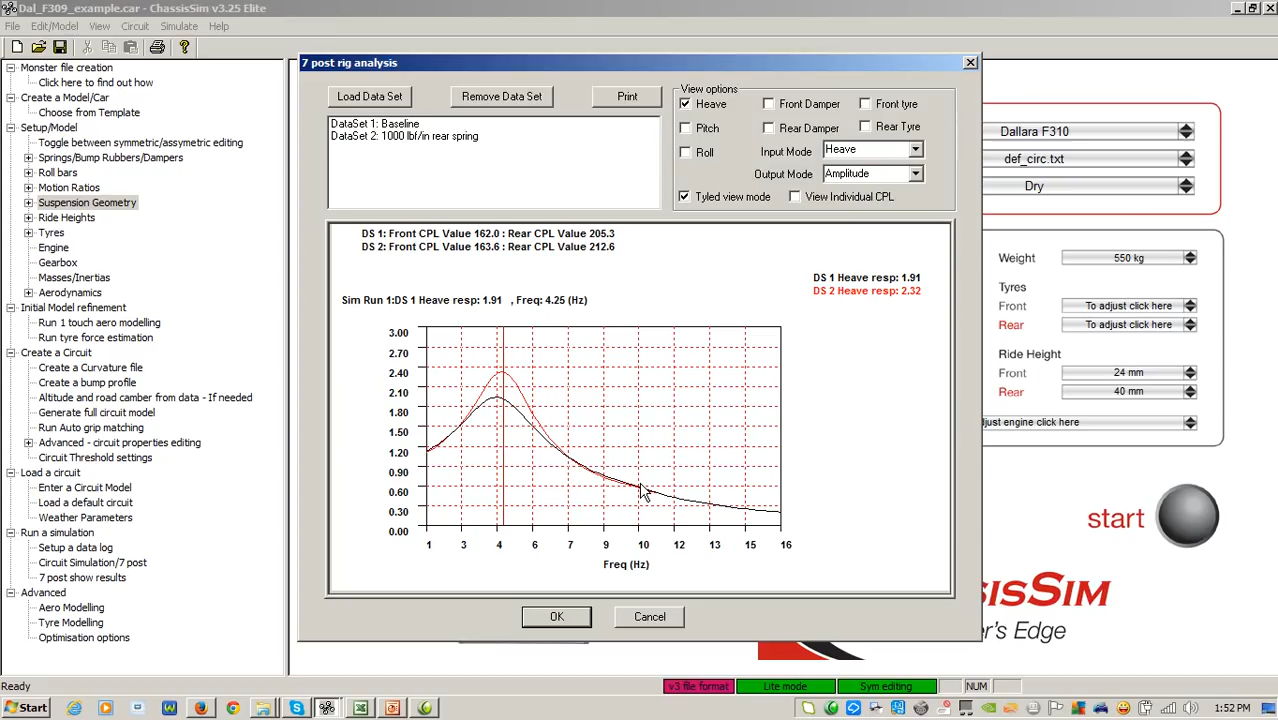 Dal_F309_example.car - ChassisSim v3.25 Elite
File Edit/Model View Circuit Simulate Help
Monster file creation
Click here to find out how
Create a Model/Car
Choose from Template
Setup/Model
Toggle between symmetric/assymetric editing
Springs/Bump Rubbers/Dampers
Roll bars
Motion Ratios
Suspension Geometry
Ride Heights
Tyres
Engine
Gearbox
Masses/Inertias
Aerodynamics
Initial Model refinement
Run 1 touch aero modelling
Run tyre force estimation
Create a Circuit
Create a Curvature file
Create a bump profile
Altitude and road camber from data - If needed
Generate full circuit model
Run Auto grip matching
Advanced - circuit properties editing
Circuit Threshold settings
Load a circuit
Enter a Circuit Model
Load a default circuit
Weather Parameters
Run a simulation
Setup a data log
Circuit Simulation/7 post
7 post show results
Advanced
Aero Modelling
Tyre Modelling
Optimisation options
7 post rig analysis
Load Data Set
Remove Data Set
Print
DataSet 1: Baseline
DataSet 2: 1000 lbf/in rear spring
View options
Heave Front Damper Front tyre
Pitch Rear Damper Rear Tyre
Roll Input Mode Heave
Output Mode Amplitude
Tyled view mode View Individual CPL
DS 1: Front CPL Value 162.0 : Rear CPL Value 205.3
DS 2: Front CPL Value 163.6 : Rear CPL Value 212.6
DS 1 Heave resp: 1.91
DS 2 Heave resp: 2.32
Sim Run 1:DS 1 Heave resp: 1.91 , Freq: 4.25 (Hz)
3.00
2.70
2.40
2.10
1.80
1.50
1.20
0.90
0.60
0.30
0.00
1 3 4 6 7 9 10 12 13 15 16
Freq (Hz)
OK
Cancel
Dallara F310
def_circ.txt
Dry
Weight 550 kg
Tyres
Front To adjust click here
Rear To adjust click here
Ride Height
Front 24 mm
Rear 40 mm
just engine click here
start
sisSim
r's Edge
Ready
v3 file format
Lite mode
Sym editing
NUM
Start
1:52 PM